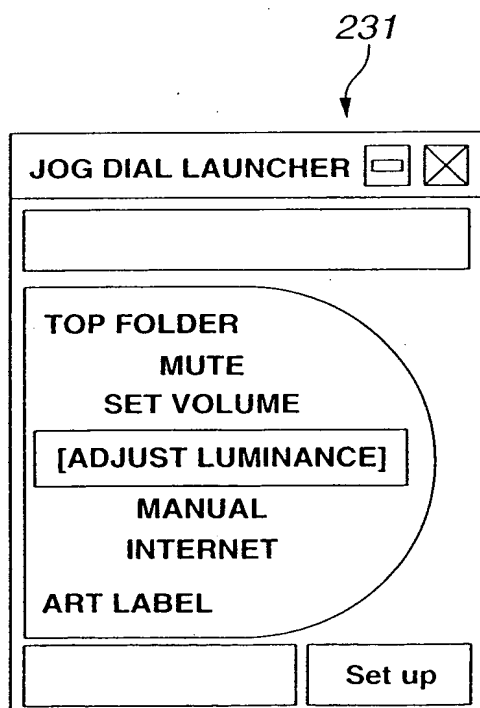 231
JOG DIAL LAUNCHER
TOP FOLDER
MUTE
SET VOLUME
[ADJUST LUMINANCE]
MANUAL
INTERNET
ART LABEL
Set up